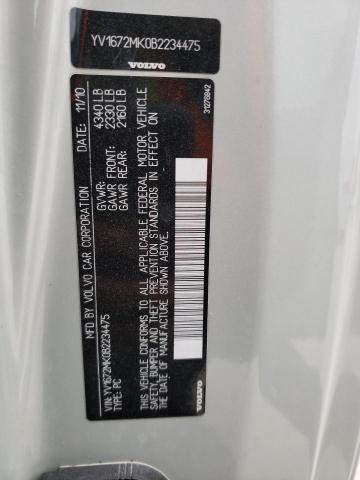 YV1672MK0B2234475
VOLVO
MFD BY VOLVO CAR CORPORATION DATE: 11/10
GVWR: 4340 LB
GAWR FRONT: 2330 LB
GAWR REAR: 2160 LB
VIN: YV1672MK0B2234475
TYPE: PC
THIS VEHICLE CONFORMS TO ALL APPLICABLE FEDERAL MOTOR VEHICLE
SAFETY, BUMPER AND THEFT PREVENTION STANDARDS IN EFFECT ON
THE DATE OF MANUFACTURE SHOWN ABOVE.
VOLVO
31276942